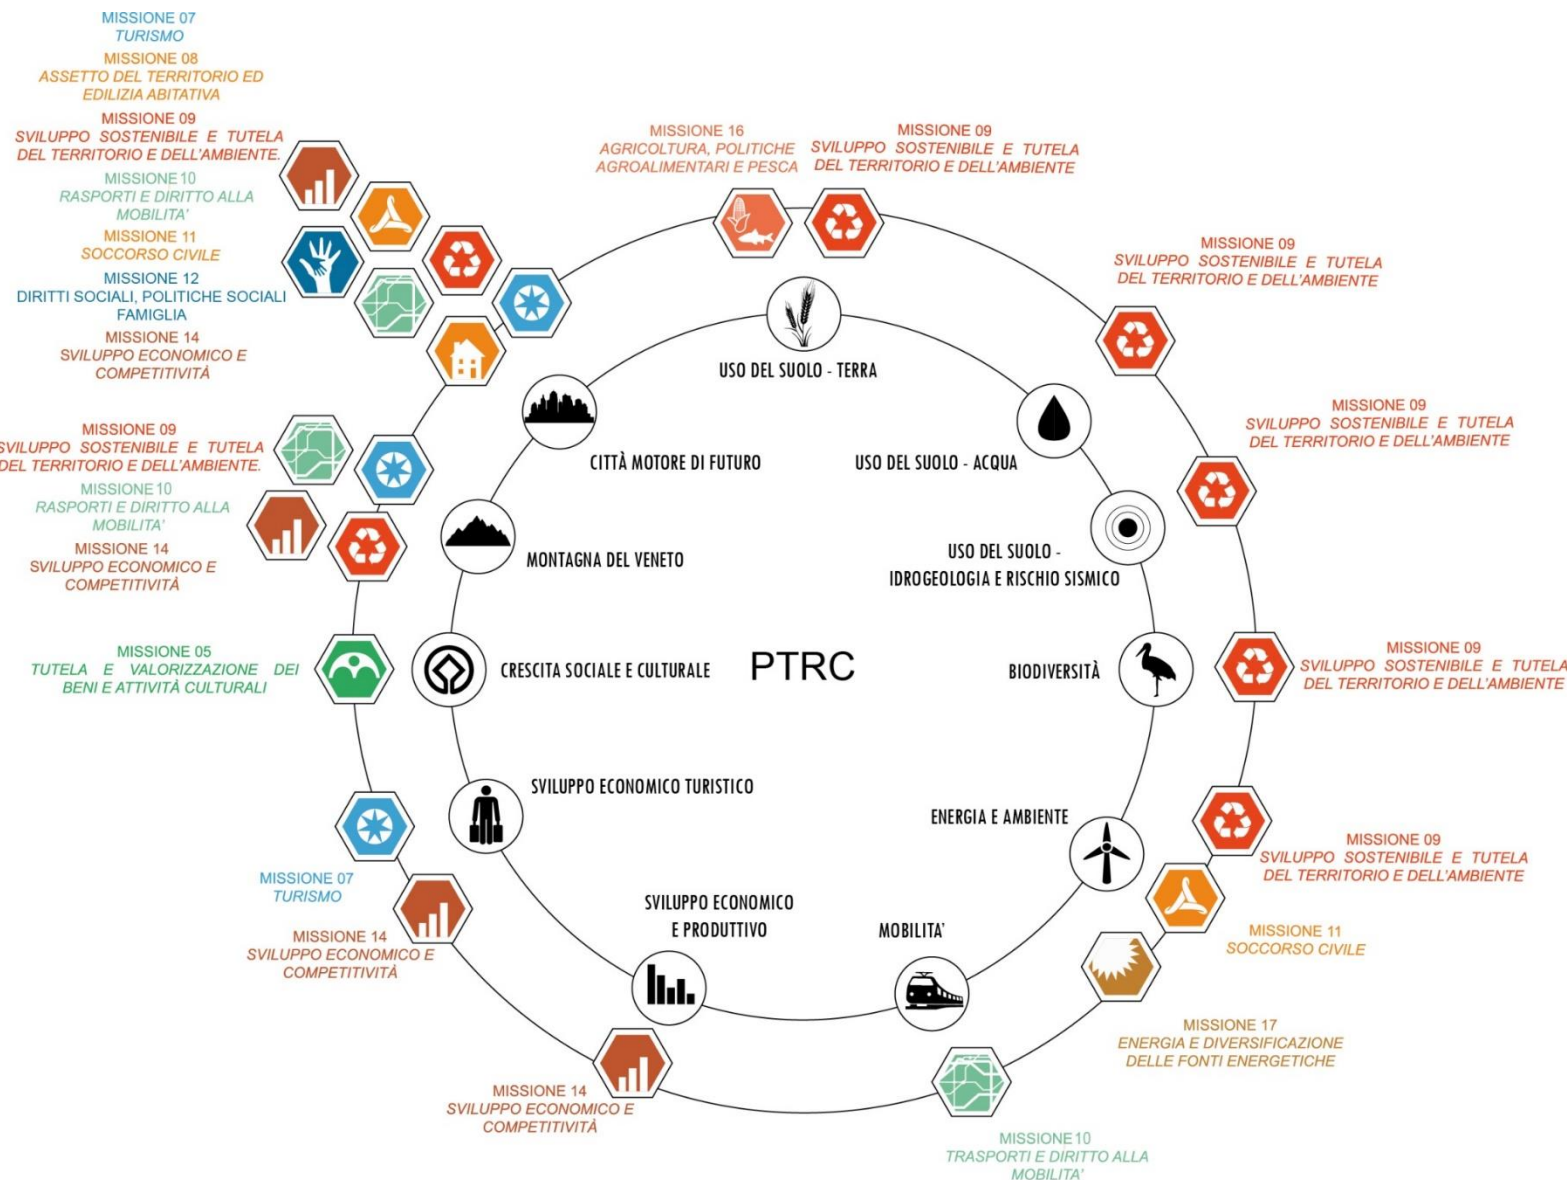 MISSIONE 07
TURISMO
MISSIONE 08
ASSETTO DEL TERRITORIO ED
EDILIZIA ABITATIVA
MISSIONE 09
SVILUPPO SOSTENIBILE E TUTELA
DEL TERRITORIO E DELL'AMBIENTE.
MISSIONE 10
RASPORTI E DIRITTO ALLA
MOBILITA'
MISSIONE 11
SOCCORSO CIVILE
MISSIONE 12
DIRITTI SOCIALI, POLITICHE SOCIALI
FAMIGLIA
MISSIONE 14
SVILUPPO ECONOMICO E
COMPETITIVITÀ
MISSIONE 09
SVILUPPO SOSTENIBILE E TUTELA
DEL TERRITORIO E DELL'AMBIENTE.
MISSIONE 10
RASPORTI E DIRITTO ALLA
MOBILITA'
MISSIONE 14
SVILUPPO ECONOMICO E
COMPETITIVITÀ
MISSIONE 05
TUTELA E VALORIZZAZIONE DEI
BENI E ATTIVITÀ CULTURALI
MISSIONE 07
TURISMO
MISSIONE 14
SVILUPPO ECONOMICO E
COMPETITIVITÀ
MISSIONE 14
SVILUPPO ECONOMICO E
COMPETITIVITÀ
MISSIONE 16
AGRICOLTURA, POLITICHE
AGROALIMENTARI E PESCA
MISSIONE 09
SVILUPPO SOSTENIBILE E TUTELA
DEL TERRITORIO E DELL'AMBIENTE
MISSIONE 09
SVILUPPO SOSTENIBILE E TUTELA
DEL TERRITORIO E DELL'AMBIENTE
MISSIONE 09
SVILUPPO SOSTENIBILE E TUTELA
DEL TERRITORIO E DELL'AMBIENTE
MISSIONE 09
SVILUPPO SOSTENIBILE E TUTELA
DEL TERRITORIO E DELL'AMBIENTE
MISSIONE 09
SVILUPPO SOSTENIBILE E TUTELA
DEL TERRITORIO E DELL'AMBIENTE
MISSIONE 11
SOCCORSO CIVILE
MISSIONE 17
ENERGIA E DIVERSIFICAZIONE
DELLE FONTI ENERGETICHE
MISSIONE 10
TRASPORTI E DIRITTO ALLA
MOBILITA'
USO DEL SUOLO - TERRA
USO DEL SUOLO - ACQUA
USO DEL SUOLO -
IDROGEOLOGIA E RISCHIO SISMICO
BIODIVERSITÀ
ENERGIA E AMBIENTE
MOBILITA'
SVILUPPO ECONOMICO
E PRODUTTIVO
SVILUPPO ECONOMICO TURISTICO
CRESCITA SOCIALE E CULTURALE
MONTAGNA DEL VENETO
CITTÀ MOTORE DI FUTURO
PTRC